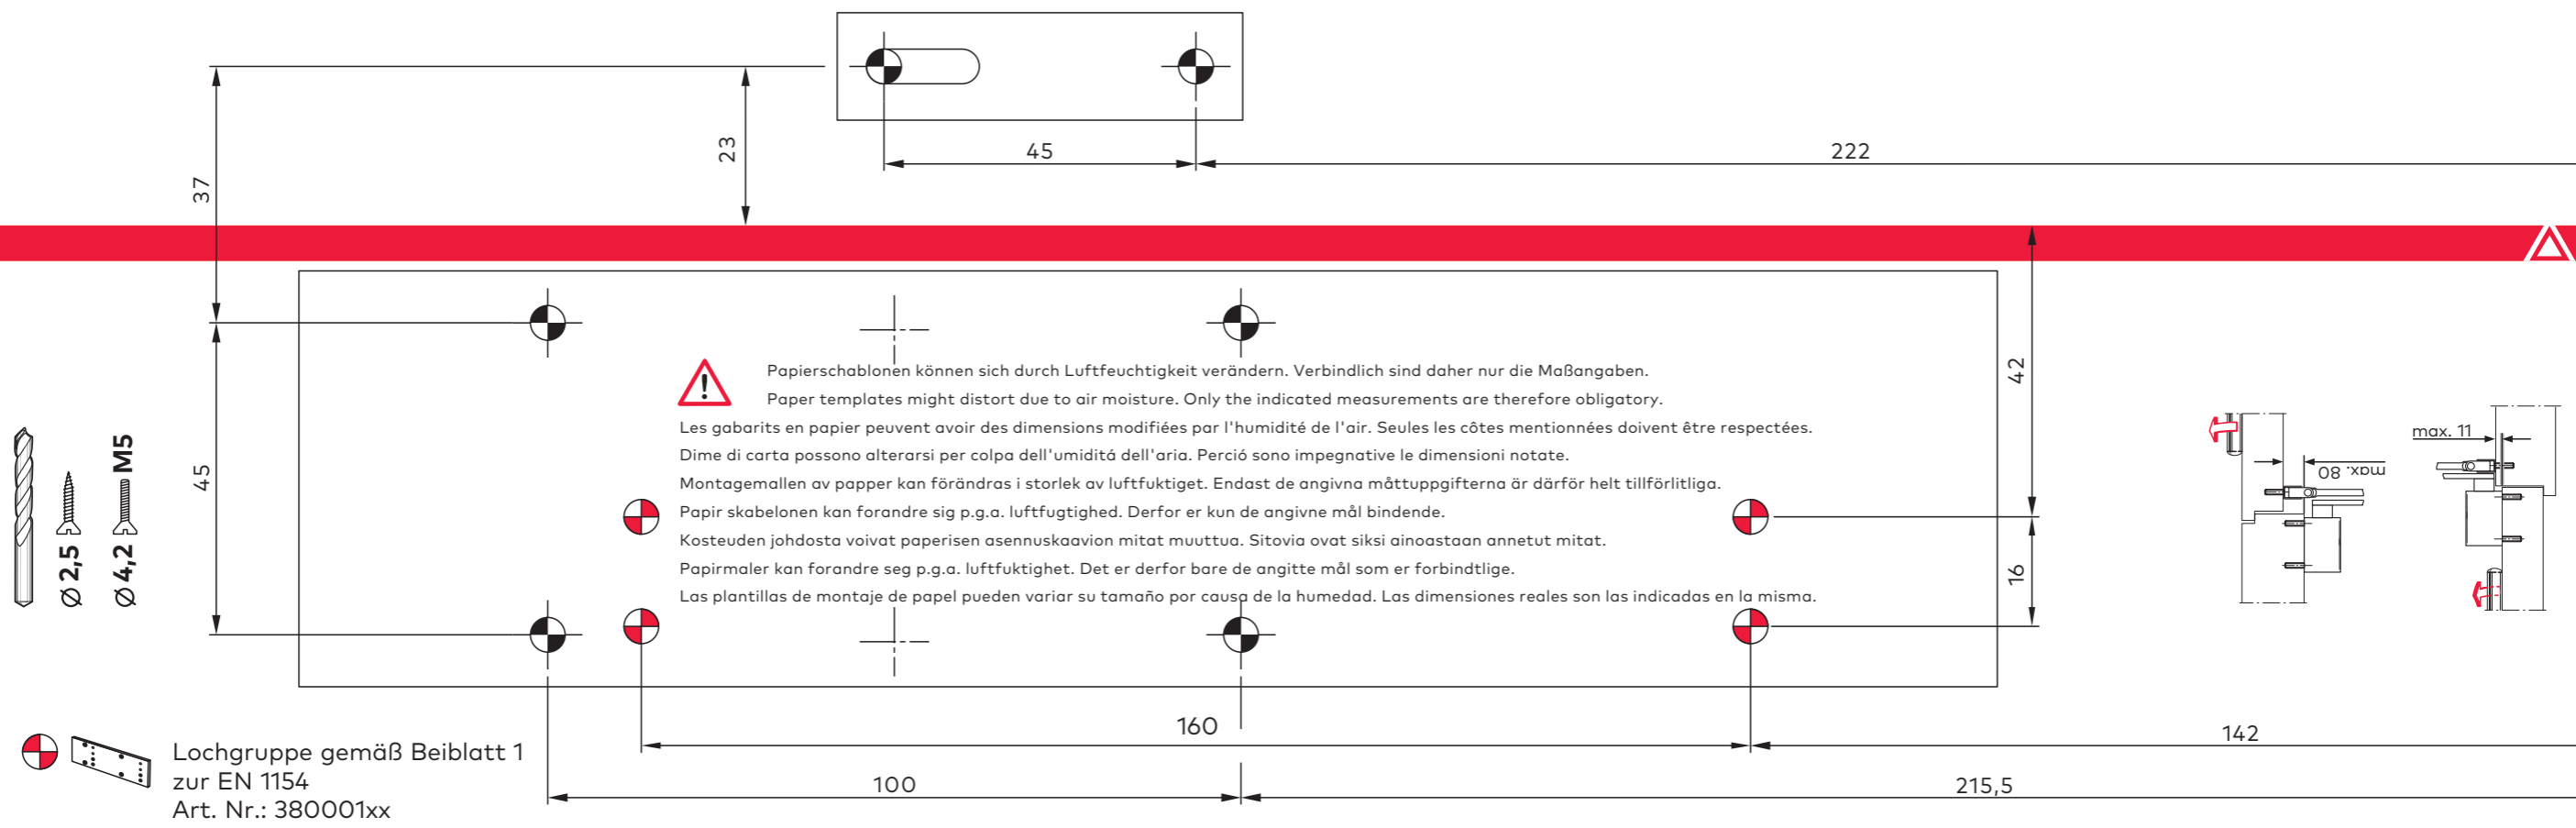 45
222
23
37
42
Papierschablonen können sich durch Luftfeuchtigkeit verändern. Verbindlich sind daher nur die Maßangaben.
Paper templates might distort due to air moisture. Only the indicated measurements are therefore obligatory.
Les gabarits en papier peuvent avoir des dimensions modifiées par l'humidité de l'air. Seules les côtes mentionnées doivent être respectées.
Dime di carta possono alterarsi per colpa dell'umiditá dell'aria. Perció sono impegnative le dimensioni notate.
Montagemallen av papper kan förändras i storlek av luftfuktiget. Endast de angivna måttuppgifterna är därför helt tillförlitliga.
Papir skabelonen kan forandre sig p.g.a. luftfugtighed. Derfor er kun de angivne mål bindende.
Kosteuden johdosta voivat paperisen asennuskaavion mitat muuttua. Sitovia ovat siksi ainoastaan annetut mitat.
Papirmaler kan forandre seg p.g.a. luftfuktighet. Det er derfor bare de angitte mål som er forbindtlige.
Las plantillas de montaje de papel pueden variar su tamaño por causa de la humedad. Las dimensiones reales son las indicadas en la misma.
max. 11
max. 80
45
Ø 2,5
Ø 4,2 M5
16
160
142
Lochgruppe gemäß Beiblatt 1
zur EN 1154
Art. Nr.: 380001xx
100
215,5